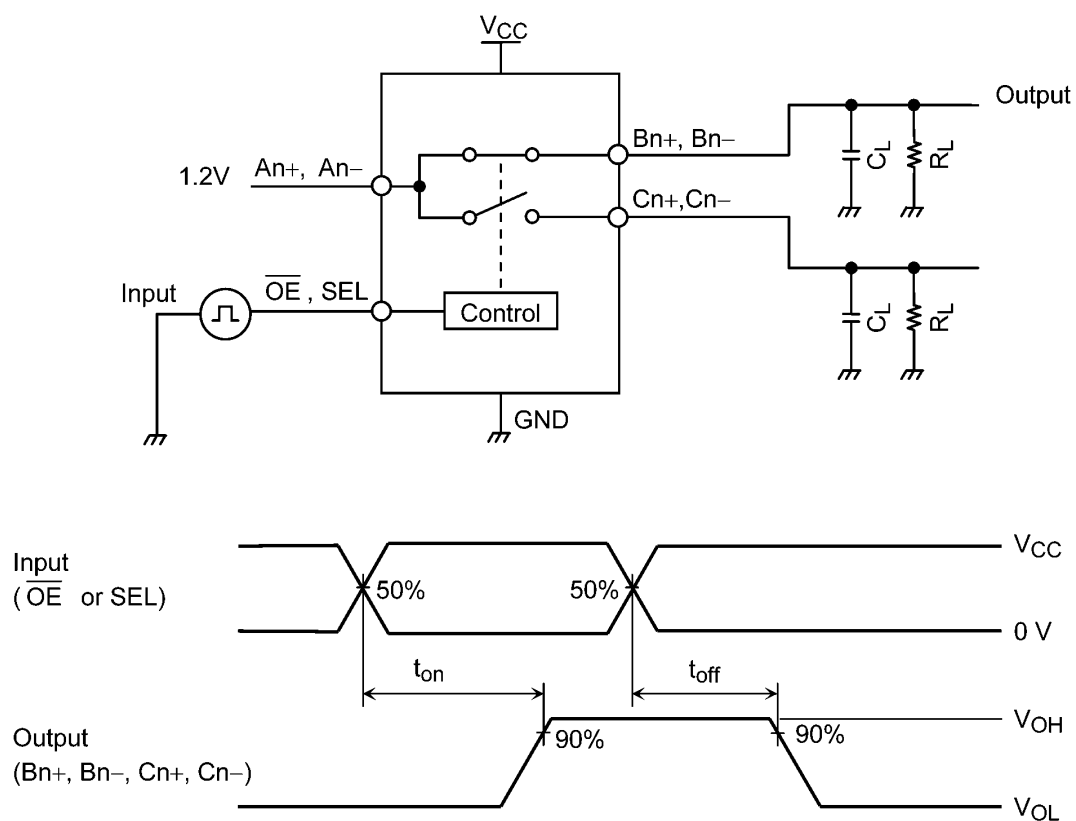 VCC
Output
Bn+, Bn−
1.2V
An+, An−
CL
RL
Cn+,Cn−
Input
OE , SEL
Control
CL
RL
GND
Input
(OE or SEL)
50%
50%
VCC
0 V
ton
toff
Output
(Bn+, Bn−, Cn+, Cn−)
90%
90%
VOH
VOL